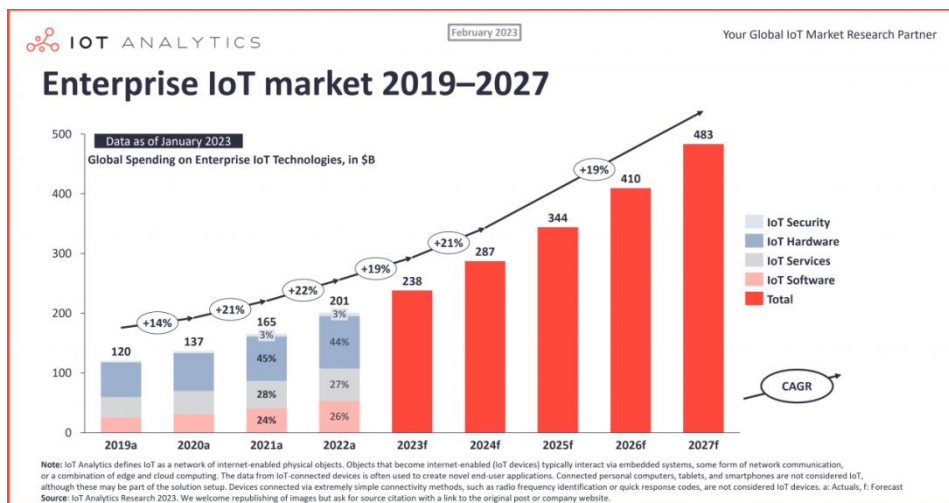 IOT ANALYTICS
February 2023
Your Global IoT Market Research Partner
Enterprise IoT market 2019–2027
Data as of January 2023
Global Spending on Enterprise IoT Technologies, in $B
500
400
300
200
100
0
120
137
165
201
238
287
344
410
483
+14%
+21%
+22%
+19%
+21%
+19%
3%
45%
28%
24%
3%
44%
27%
26%
2019a
2020a
2021a
2022a
2023f
2024f
2025f
2026f
2027f
IoT Security
IoT Hardware
IoT Services
IoT Software
Total
CAGR
Note: IoT Analytics defines IoT as a network of internet-enabled physical objects. Objects that become internet-enabled (IoT devices) typically interact via embedded systems, some form of network communication,
or a combination of edge and cloud computing. The data from IoT-connected devices is often used to create novel end-user applications. Connected personal computers, tablets, and smartphones are not considered IoT,
although these may be part of the solution setup. Devices connected via extremely simple connectivity methods, such as radio frequency identification or quick response codes, are not considered IoT devices. a: Actuals, f: Forecast
Source: IoT Analytics Research 2023. We welcome republishing of images but ask for source citation with a link to the original post or company website.